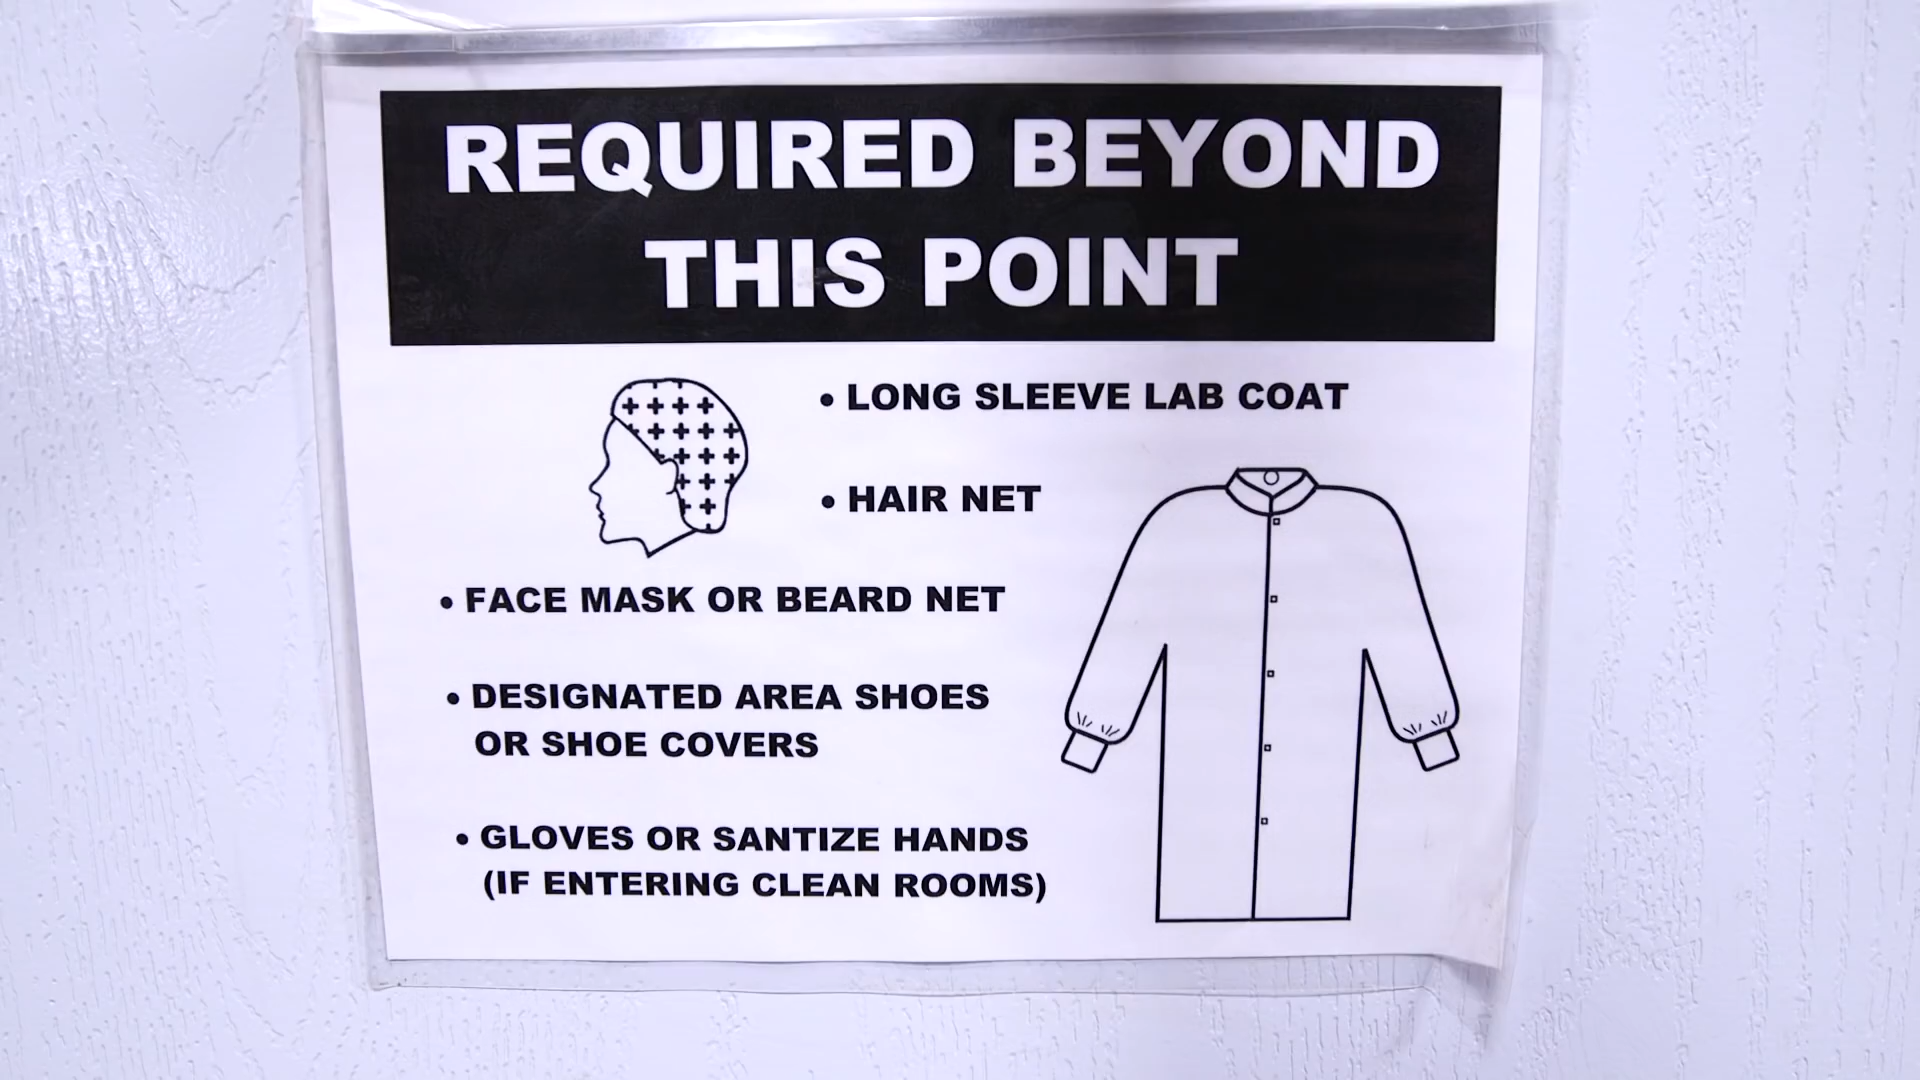 REQUIRED BEYOND
THIS POINT
• LONG SLEEVE LAB COAT
• HAIR NET
• FACE MASK OR BEARD NET
• DESIGNATED AREA SHOES
OR SHOE COVERS
• GLOVES OR SANTIZE HANDS
(IF ENTERING CLEAN ROOMS)